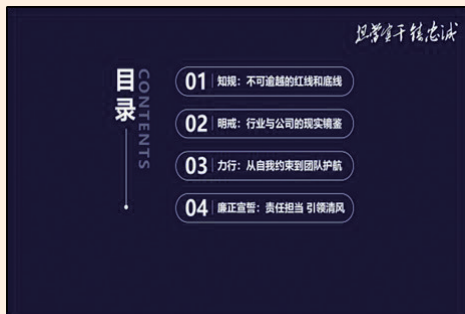 目录
CONTENTS
01 知规：不可逾越的红线和底线
02 明戒：行业与公司的现实镜鉴
03 力行：从自我约束到团队护航
04 廉正宣誓：责任担当 引领清风